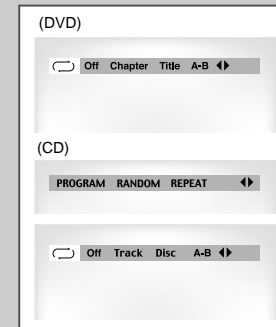 (DVD)
Off Chapter Title A-B
(CD)
PROGRAM RANDOM REPEAT
Off Track Disc A-B